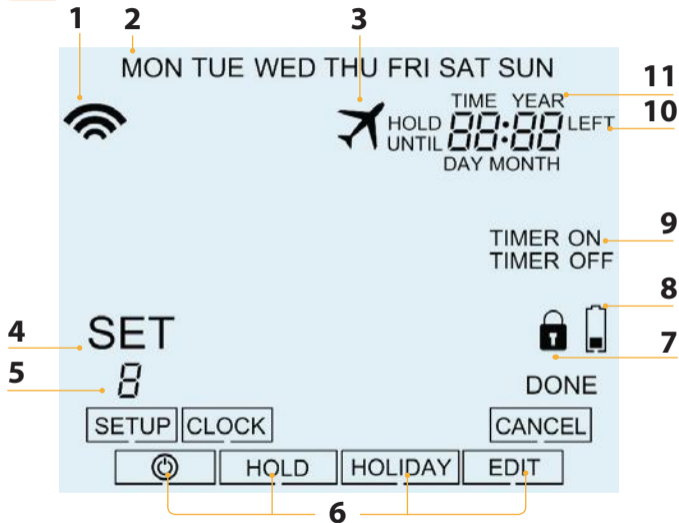 1 2 3
MON TUE WED THU FRI SAT SUN
11
TIME YEAR
10
HOLD 88:88 LEFT
UNTIL
DAY MONTH
9
TIMER ON
TIMER OFF
8
4 SET
7
5 8
DONE
SETUP CLOCK CANCEL
HOLD HOLIDAY EDIT
6